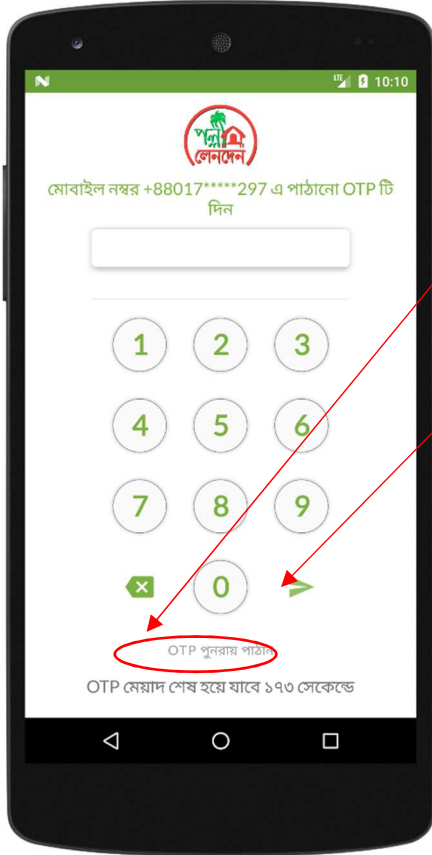 10:10
পল্লী
লেনদেন
মোবাইল নম্বর +88017*****297 এ পাঠানো OTP টি
দিন
1 2 3
4 5 6
7 8 9
0
OTP পুনরায় পাঠান
OTP মেয়াদ শেষ হয়ে যাবে ১৭৩ সেকেন্ডে